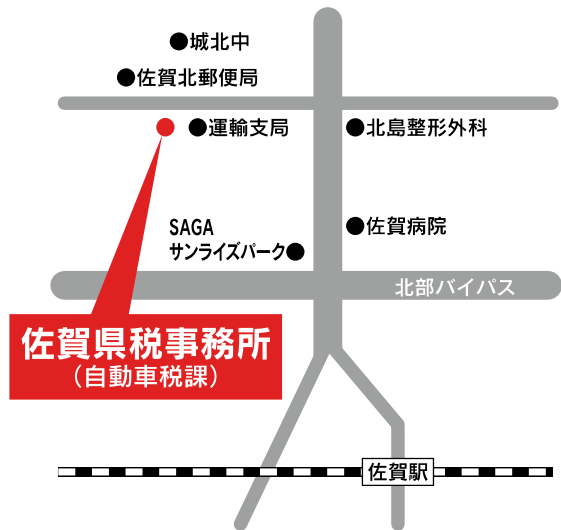 城北中
佐賀北郵便局
運輸支局
北島整形外科
SAGA
サンライズパーク
佐賀病院
北部バイパス
佐賀県税事務所
（自動車税課）
佐賀駅